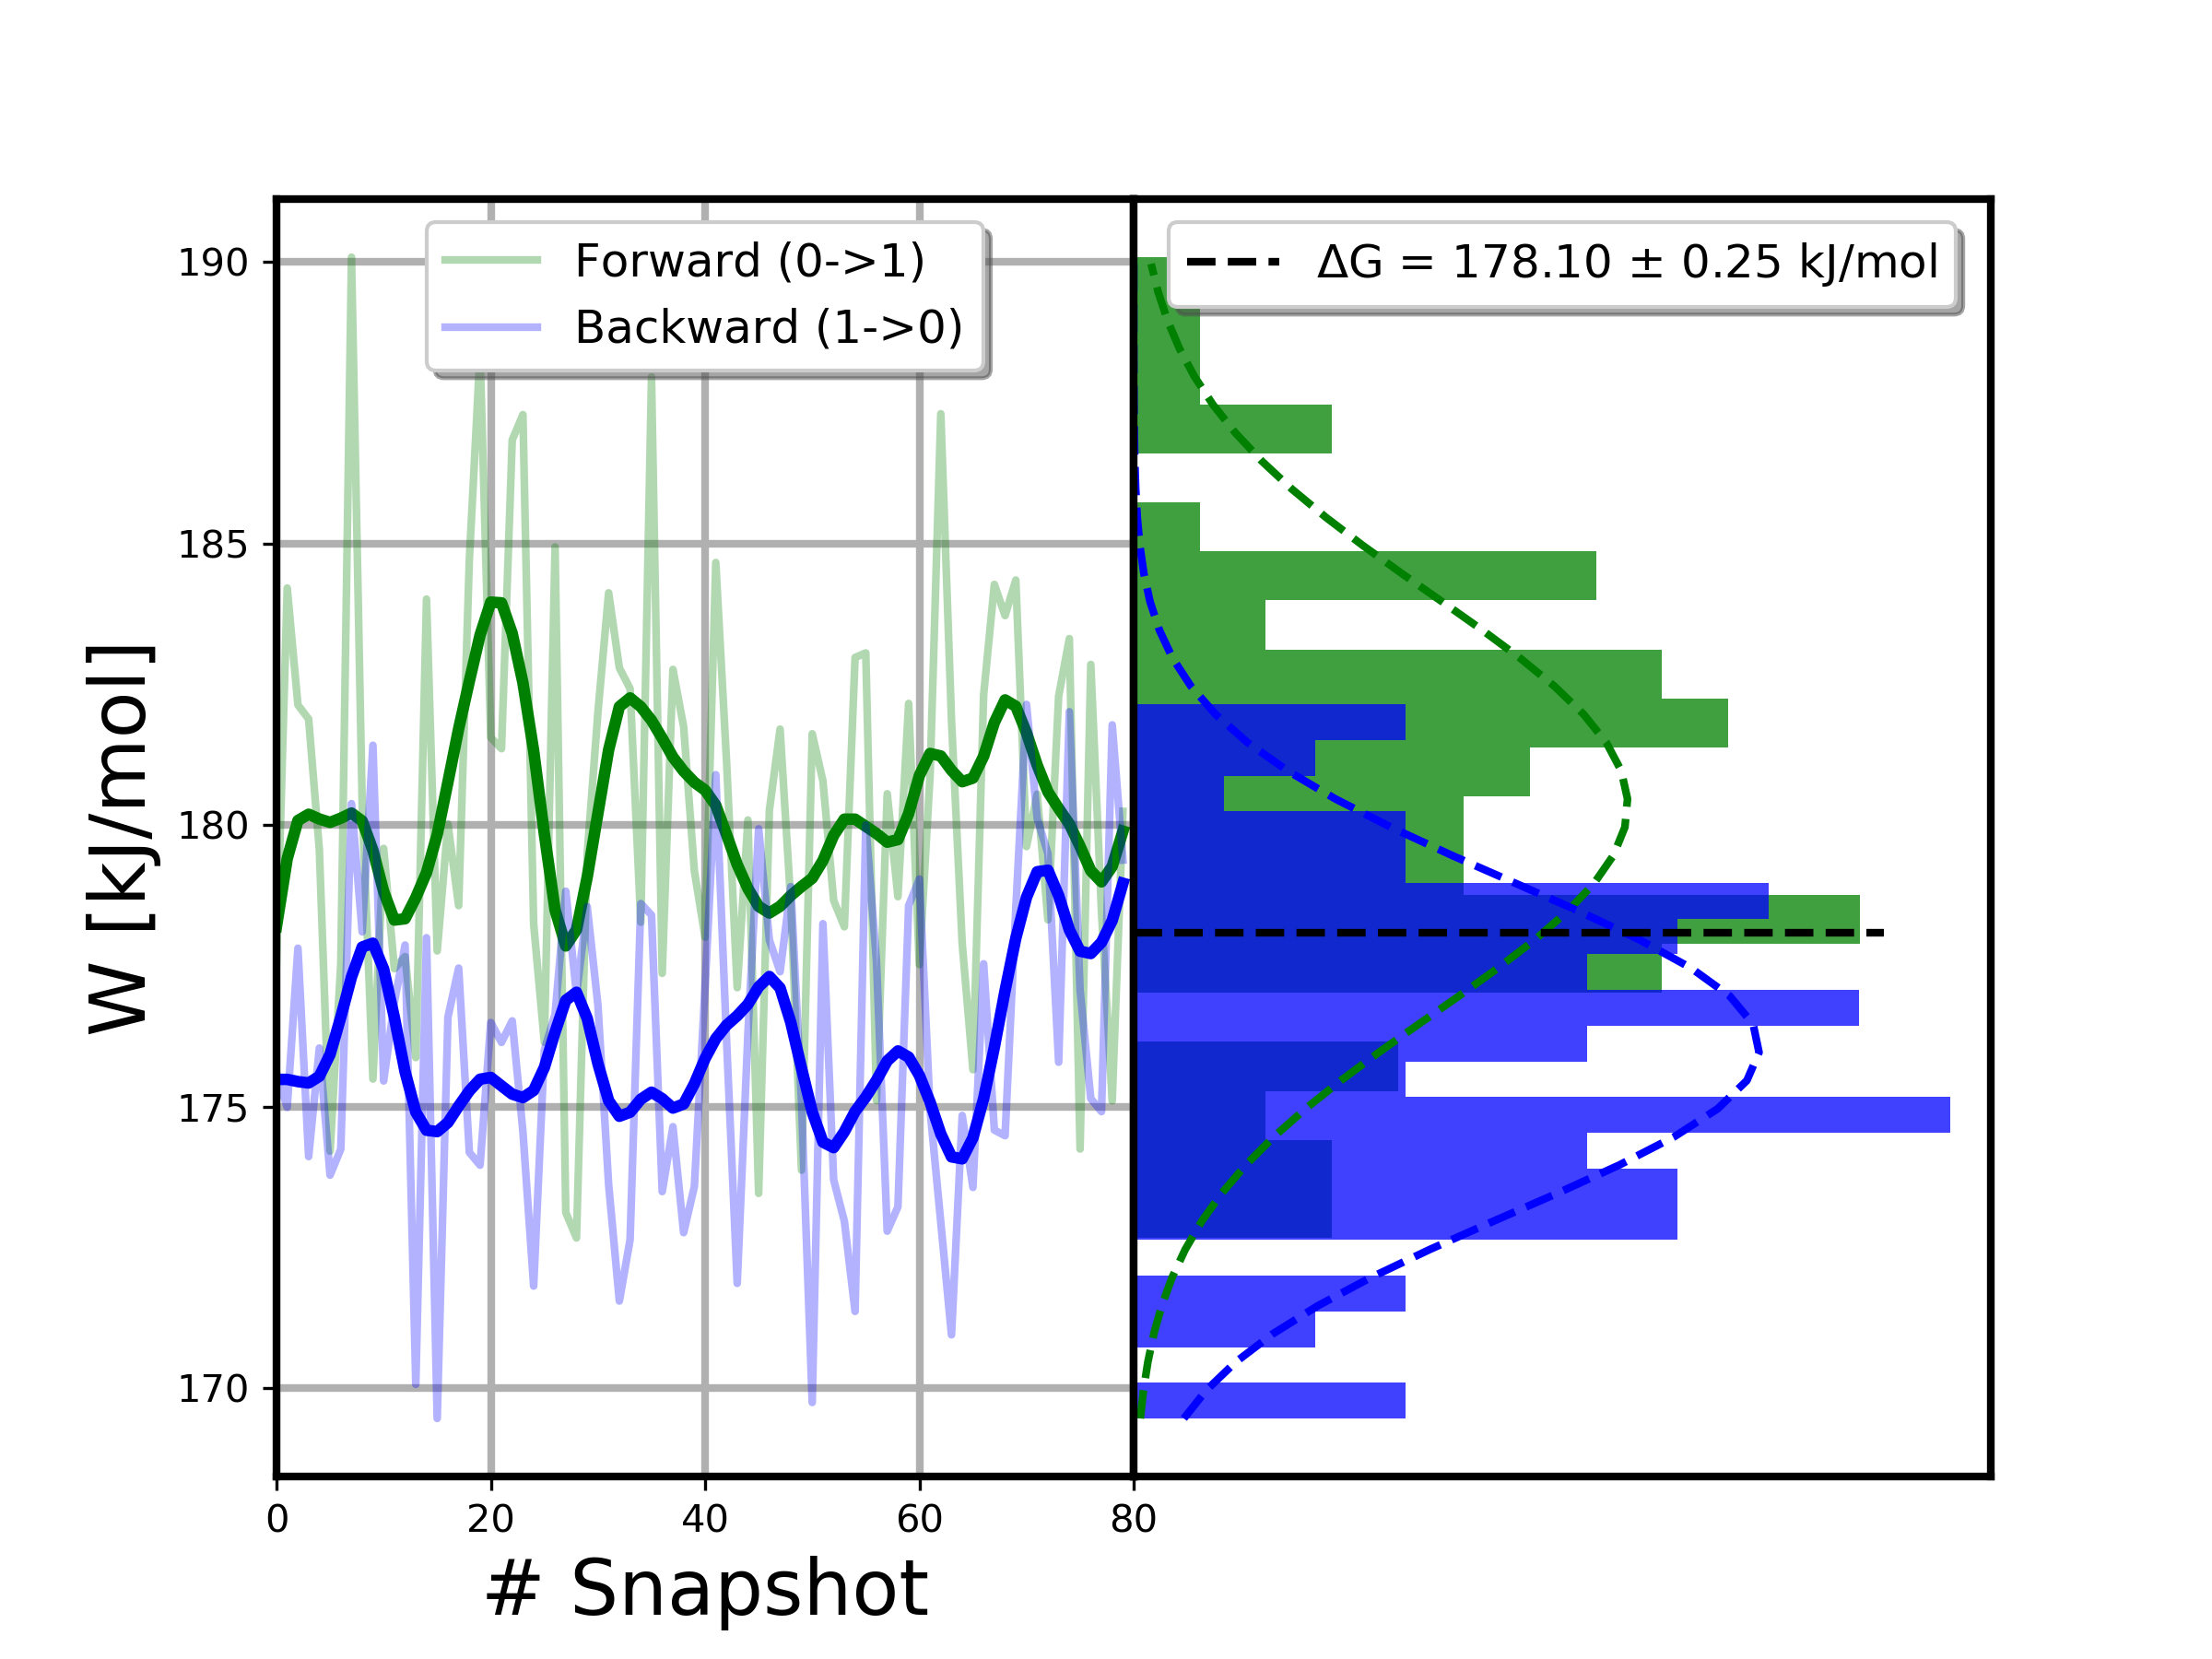 Forward (0->1)
Backward (1->0)
ΔG = 178.10 ± 0.25 kJ/mol
W [kJ/mol]
190
185
180
175
170
0 20 40 60 80
# Snapshot